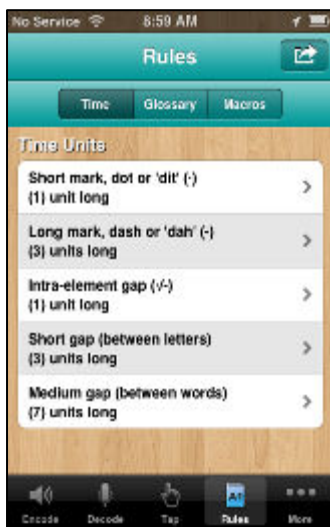 No Service 8:59 AM
Rules
Time Glossary Macros
Time Units
Short mark, dot or 'dit' (·)
(1) unit long
Long mark, dash or 'dah' (-)
(3) units long
Intra-element gap (√-)
(1) unit long
Short gap (between letters)
(3) units long
Medium gap (between words)
(7) units long
Encode Decode Tap Rules More